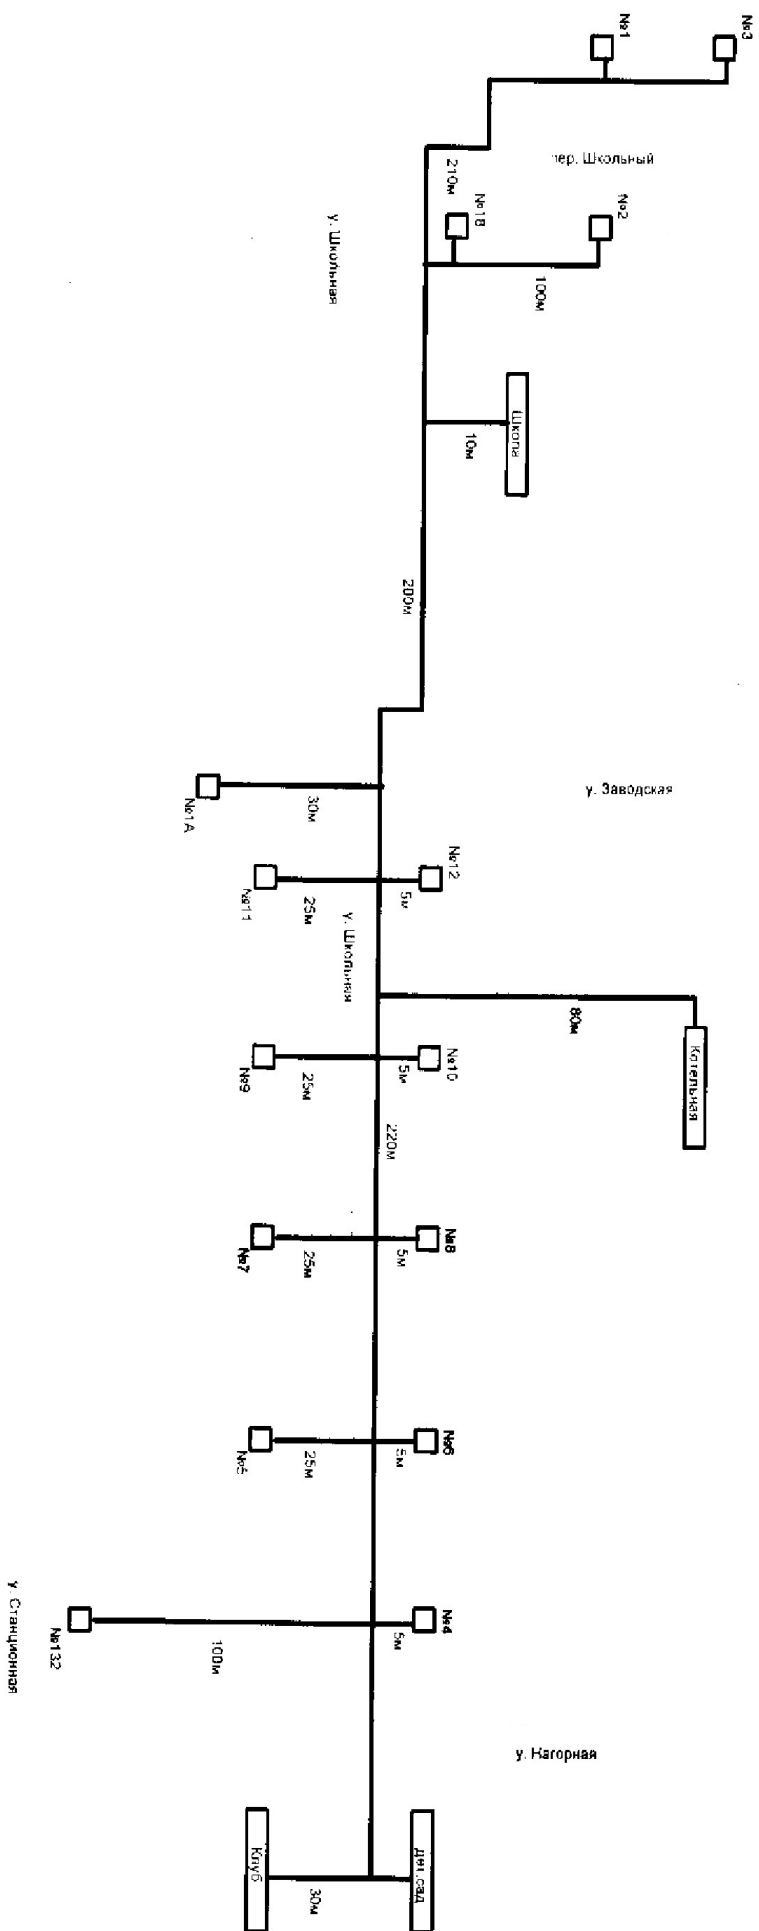 №3
№1
пер. Школьный
210м
№1В
№2
у. Школьная
100м
Школа
10м
200м
у. Заводская
30м
№1А
№12
5м
№11
25м
у. Школьная
80м
Котельная
№10
5м
№9
25м
220м
№8
5м
№7
25м
№6
5м
№5
25м
№4
5м
у. Станционная
№132
100м
у. Нагорная
Клуб
30м
дет.сад